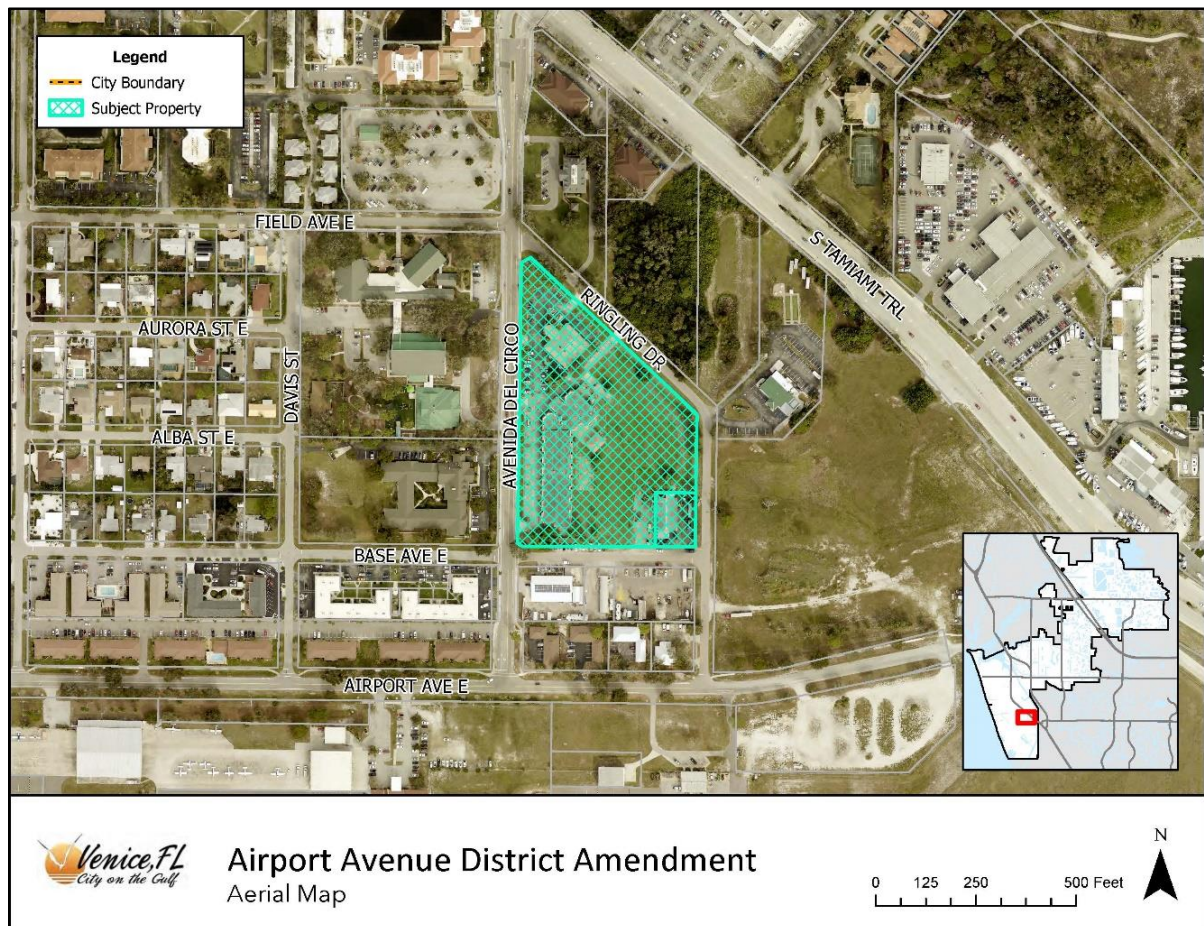 Legend
City Boundary
Subject Property
FIELD AVE E
S TAMIAMI TRL
RINGLING DR
AURORA ST E
DAVIS ST
AVENIDA DEL CIRCO
ALBA ST E
BASE AVE E
AIRPORT AVE E
Venice, FL
City on the Gulf
Airport Avenue District Amendment
Aerial Map
N
0 125 250 500 Feet